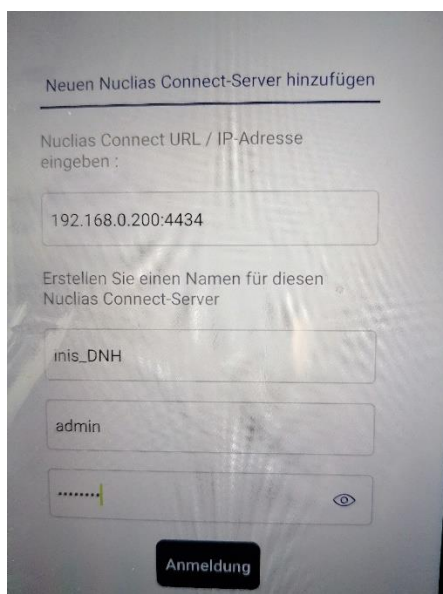 Neuen Nuclias Connect-Server hinzufügen
Nuclias Connect URL / IP-Adresse
eingeben :
192.168.0.200:4434
Erstellen Sie einen Namen für diesen
Nuclias Connect-Server
inis_DNH
admin
••••••••
Anmeldung